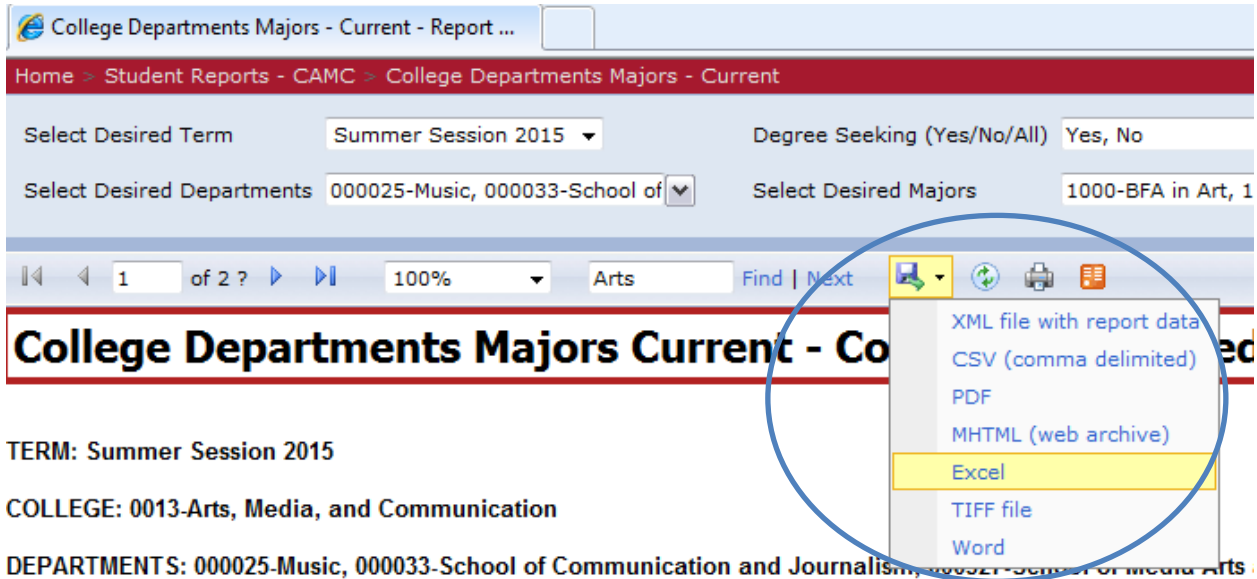 College Departments Majors - Current - Report ...
Home > Student Reports - CAMC > College Departments Majors - Current
Select Desired Term Summer Session 2015 Degree Seeking (Yes/No/All) Yes, No
Select Desired Departments 000025-Music, 000033-School of Select Desired Majors 1000-BFA in Art, 1
1 of 2 ? 100% Arts Find | Next
XML file with report data
College Departments Majors Current - Co ed
CSV (comma delimited)
PDF
MHTML (web archive)
TERM: Summer Session 2015
Excel
COLLEGE: 0013-Arts, Media, and Communication
TIFF file
Word
DEPARTMENTS: 000025-Music, 000033-School of Communication and Journalism, of Media Arts